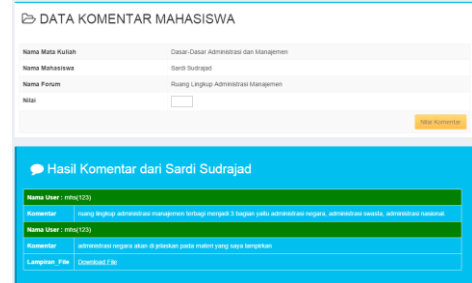 DATA KOMENTAR MAHASISWA
Nama Mata Kuliah Dasar-Dasar Administrasi dan Manajemen
Nama Mahasiswa Sardi Sudrajad
Nama Forum Ruang Lingkup Administrasi Manajemen
Nilai
Nilai Komentar
Hasil Komentar dari Sardi Sudrajad
Nama User : mhs(123)
Komentar ruang lingkup administrasi manajemen terbagi menjadi 3 bagian yaitu administrasi negara, administrasi swasta, administrasi nasional
Nama User : mhs(123)
Komentar administrasi negara akan di jelaskan pada materi yang saya lampirkan
Lampiran_File Download File